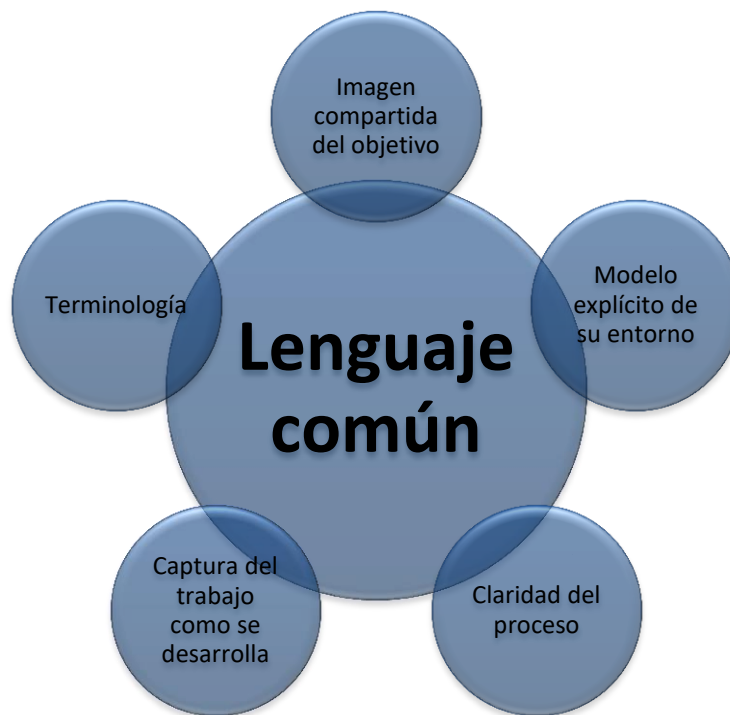 Imagen
compartida
del objetivo
Modelo
explícito de
su entorno
Terminología
Lenguaje
común
Captura del
trabajo
como se
desarrolla
Claridad del
proceso